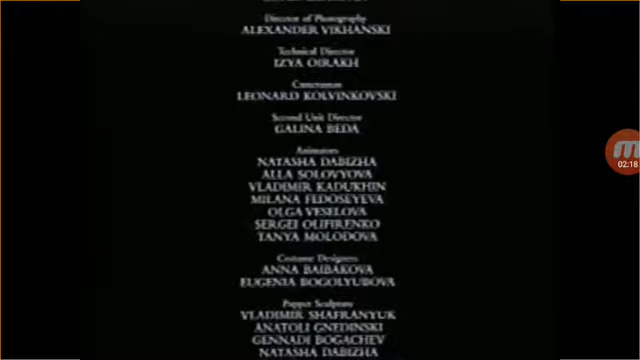 Director of Photography
ALEXANDER VIKHANSKI
Technical Director
IZYA OIRAKH
Cameraman
LEONARD KOLVINKOVSKI
Second Unit Director
GALINA BEDA
Animators
NATASHA DABIZHA
ALLA SOLOVYOVA
VLADIMIR KADUKHIN
MILANA FEDOSEYEVA
OLGA VESELOVA
SERGEI OLIFIRENKO
TANYA MOLODOVA
Costume Designers
ANNA BAIBAKOVA
EUGENIA BOGOLYUBOVA
Puppet Sculpture
VLADIMIR SHAFRANYUK
ANATOLI GNEDINSKI
GENNADI BOGACHEV
NATASHA DABIZHA
02:18